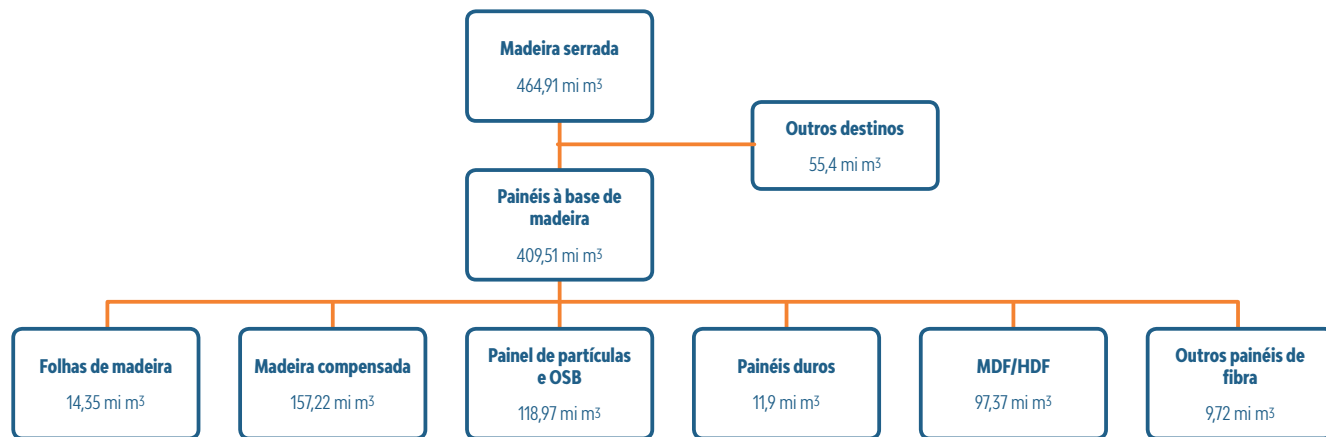 Madeira serrada
464,91 mi m³
Outros destinos
55,4 mi m³
Painéis à base de
madeira
409,51 mi m³
Folhas de madeira
14,35 mi m³
Madeira compensada
157,22 mi m³
Painel de partículas
e OSB
118,97 mi m³
Painéis duros
11,9 mi m³
MDF/HDF
97,37 mi m³
Outros painéis de
fibra
9,72 mi m³